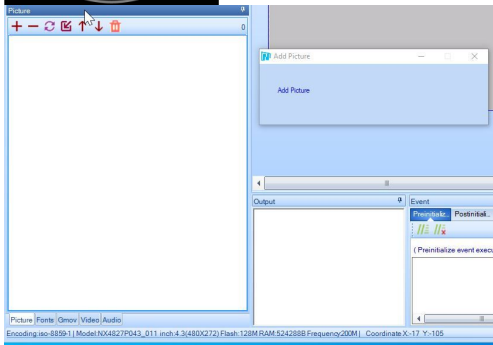 Picture
0
Add Picture
Add Picture
Output
Event
Preinitializ.. Postinitiali..
( Preinitialize event execu
Picture Fonts Gmov Video Audio
Encoding:iso-8859-1 | Model:NX4827P043_011 inch:4.3(480X272) Flash:128M RAM:524288B Frequency200M | Coordinate X:-17 Y:-105